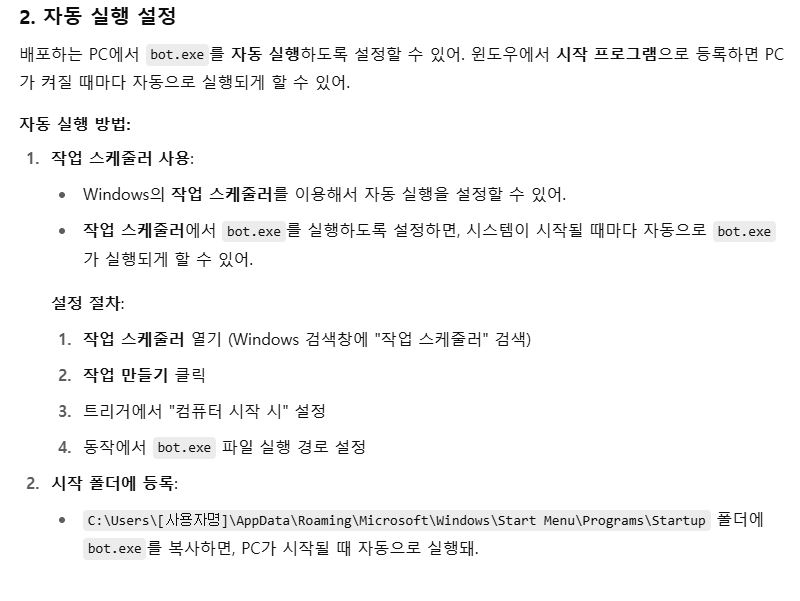 2. 자동 실행 설정
배포하는 PC에서 bot.exe 를 자동 실행하도록 설정할 수 있어. 윈도우에서 시작 프로그램으로 등록하면 PC
가 켜질 때마다 자동으로 실행되게 할 수 있어.
자동 실행 방법:
1. 작업 스케줄러 사용:
• Windows의 작업 스케줄러를 이용해서 자동 실행을 설정할 수 있어.
• 작업 스케줄러에서 bot.exe 를 실행하도록 설정하면, 시스템이 시작될 때마다 자동으로 bot.exe
가 실행되게 할 수 있어.
설정 절차:
1. 작업 스케줄러 열기 (Windows 검색창에 "작업 스케줄러" 검색)
2. 작업 만들기 클릭
3. 트리거에서 "컴퓨터 시작 시" 설정
4. 동작에서 bot.exe 파일 실행 경로 설정
2. 시작 폴더에 등록:
• C:\Users\[사용자명]\AppData\Roaming\Microsoft\Windows\Start Menu\Programs\Startup 폴더에
bot.exe 를 복사하면, PC가 시작될 때 자동으로 실행돼.